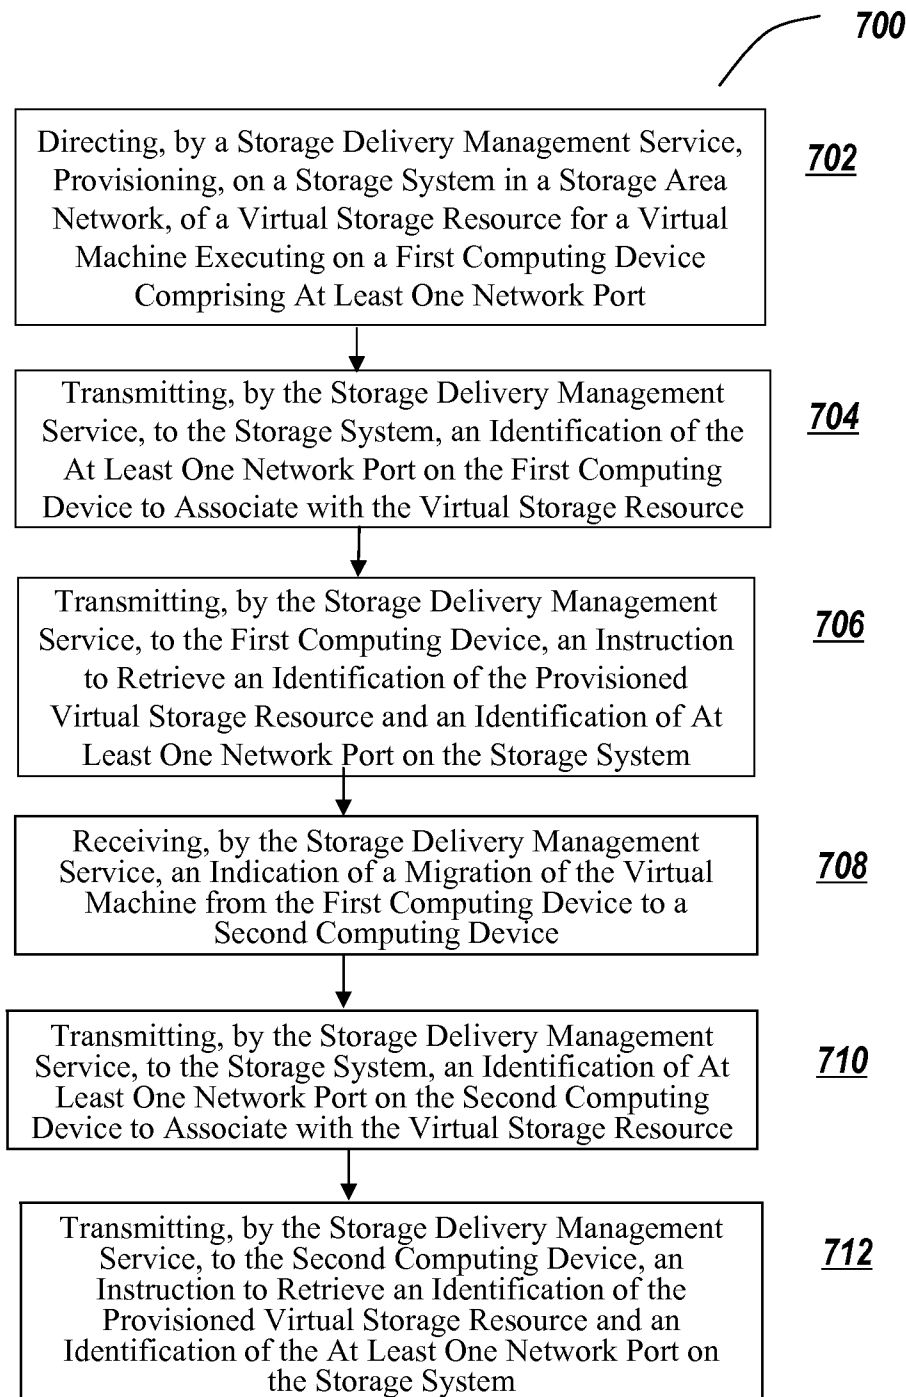 700
Directing, by a Storage Delivery Management Service,
Provisioning, on a Storage System in a Storage Area
Network, of a Virtual Storage Resource for a Virtual
Machine Executing on a First Computing Device
Comprising At Least One Network Port
702
Transmitting, by the Storage Delivery Management
Service, to the Storage System, an Identification of the
At Least One Network Port on the First Computing
Device to Associate with the Virtual Storage Resource
704
Transmitting, by the Storage Delivery Management
Service, to the First Computing Device, an Instruction
to Retrieve an Identification of the Provisioned
Virtual Storage Resource and an Identification of At
Least One Network Port on the Storage System
706
Receiving, by the Storage Delivery Management
Service, an Indication of a Migration of the Virtual
Machine from the First Computing Device to a
Second Computing Device
708
Transmitting, by the Storage Delivery Management
Service, to the Storage System, an Identification of At
Least One Network Port on the Second Computing
Device to Associate with the Virtual Storage Resource
710
Transmitting, by the Storage Delivery Management
Service, to the Second Computing Device, an
Instruction to Retrieve an Identification of the
Provisioned Virtual Storage Resource and an
Identification of the At Least One Network Port on
the Storage System
712